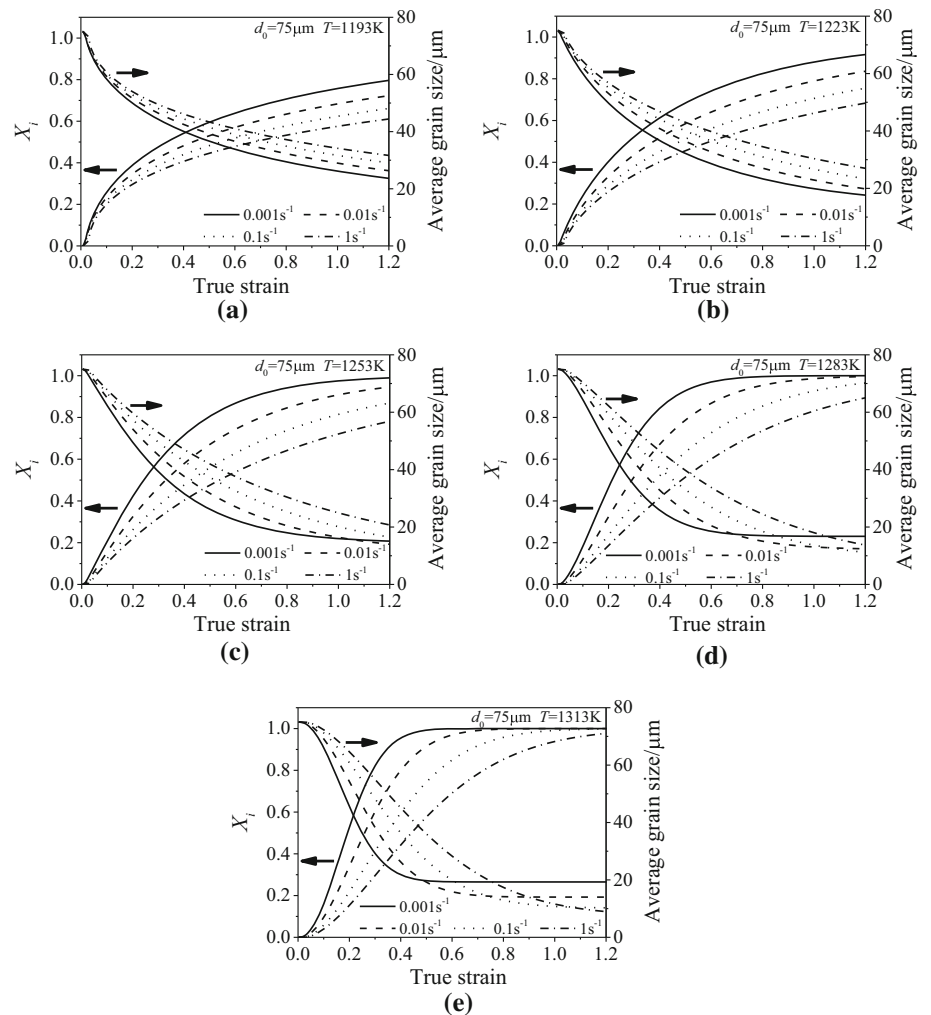 d₀=75μm T=1193K
1.0
0.8
0.6
0.4
0.2
0.0
Xᵢ
80
60
40
20
0
Average grain size/μm
0.001s⁻¹ 0.01s⁻¹
0.1s⁻¹ 1s⁻¹
0.0 0.2 0.4 0.6 0.8 1.0 1.2
True strain
(a)
d₀=75μm T=1223K
1.0
0.8
0.6
0.4
0.2
0.0
Xᵢ
80
60
40
20
0
Average grain size/μm
0.001s⁻¹ 0.01s⁻¹
0.1s⁻¹ 1s⁻¹
0.0 0.2 0.4 0.6 0.8 1.0 1.2
True strain
(b)
d₀=75μm T=1253K
1.0
0.8
0.6
0.4
0.2
0.0
Xᵢ
80
60
40
20
0
Average grain size/μm
0.001s⁻¹ 0.01s⁻¹
0.1s⁻¹ 1s⁻¹
0.0 0.2 0.4 0.6 0.8 1.0 1.2
True strain
(c)
d₀=75μm T=1283K
1.0
0.8
0.6
0.4
0.2
0.0
Xᵢ
80
60
40
20
0
Average grain size/μm
0.001s⁻¹ 0.01s⁻¹
0.1s⁻¹ 1s⁻¹
0.0 0.2 0.4 0.6 0.8 1.0 1.2
True strain
(d)
d₀=75μm T=1313K
1.0
0.8
0.6
0.4
0.2
0.0
Xᵢ
80
60
40
20
0
Average grain size/μm
0.001s⁻¹
0.01s⁻¹ 0.1s⁻¹ 1s⁻¹
0.0 0.2 0.4 0.6 0.8 1.0 1.2
True strain
(e)